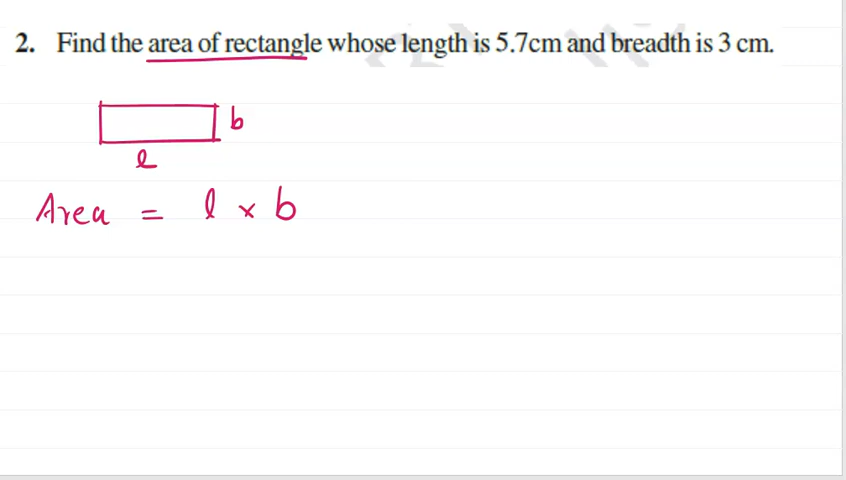 2. Find the area of rectangle whose length is 5.7cm and breadth is 3 cm.
b
l
Area = l × b